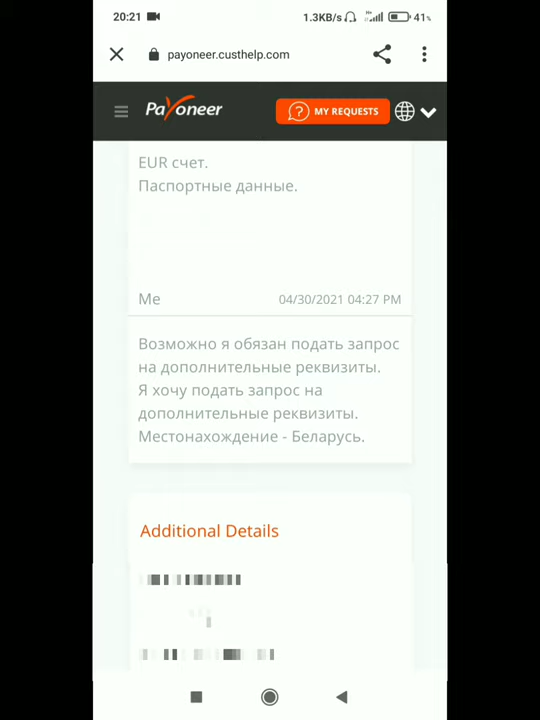 20:21
1.3KB/s
41%
payoneer.custhelp.com
Payoneer
MY REQUESTS
EUR счет.
Паспортные данные.
Me
04/30/2021 04:27 PM
Возможно я обязан подать запрос
на дополнительные реквизиты.
Я хочу подать запрос на
дополнительные реквизиты.
Местонахождение - Беларусь.
Additional Details